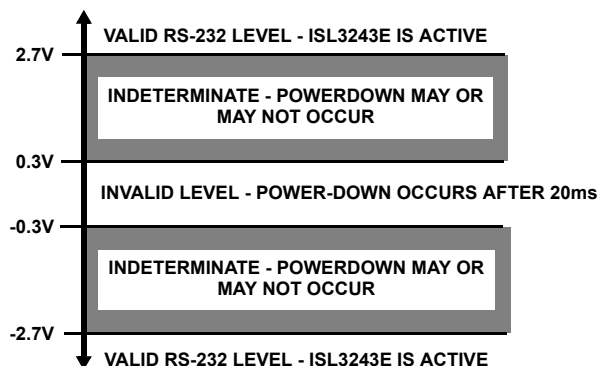 VALID RS-232 LEVEL - ISL3243E IS ACTIVE
2.7V
INDETERMINATE - POWERDOWN MAY OR
MAY NOT OCCUR
0.3V
INVALID LEVEL - POWER-DOWN OCCURS AFTER 20ms
-0.3V
INDETERMINATE - POWERDOWN MAY OR
MAY NOT OCCUR
-2.7V
VALID RS-232 LEVEL - ISL3243E IS ACTIVE